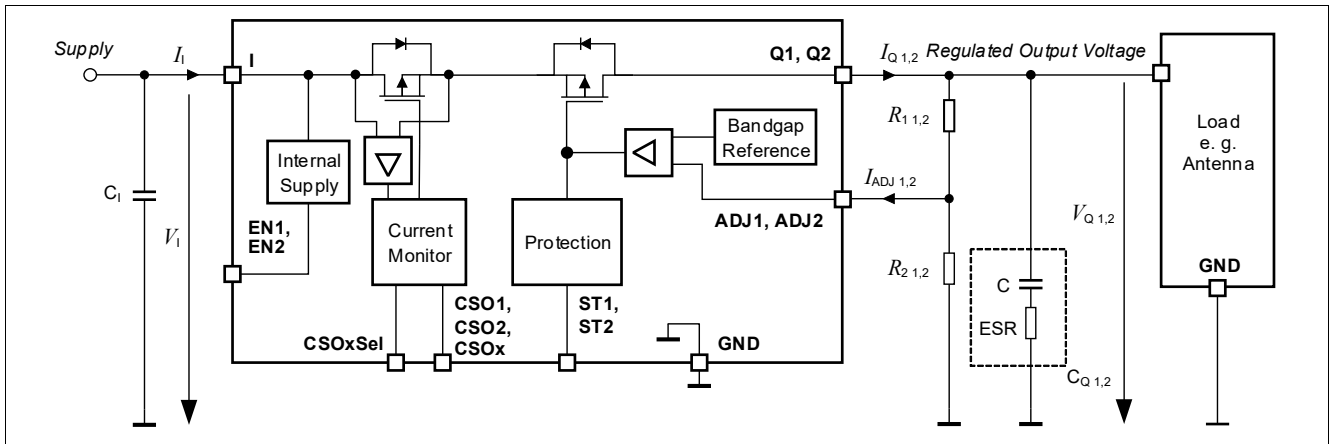 Supply
I_I
I
Q1, Q2
I_Q 1,2
Regulated Output Voltage
R_1 1,2
Bandgap
Reference
Load
e. g.
Antenna
Internal
Supply
C_I
I_ADJ 1,2
V_I
EN1,
EN2
Current
Monitor
Protection
ADJ1, ADJ2
V_Q 1,2
R_2 1,2
GND
C
ESR
CSO1,
CSO2,
CSOx
ST1,
ST2
CSOxSel
GND
C_Q 1,2